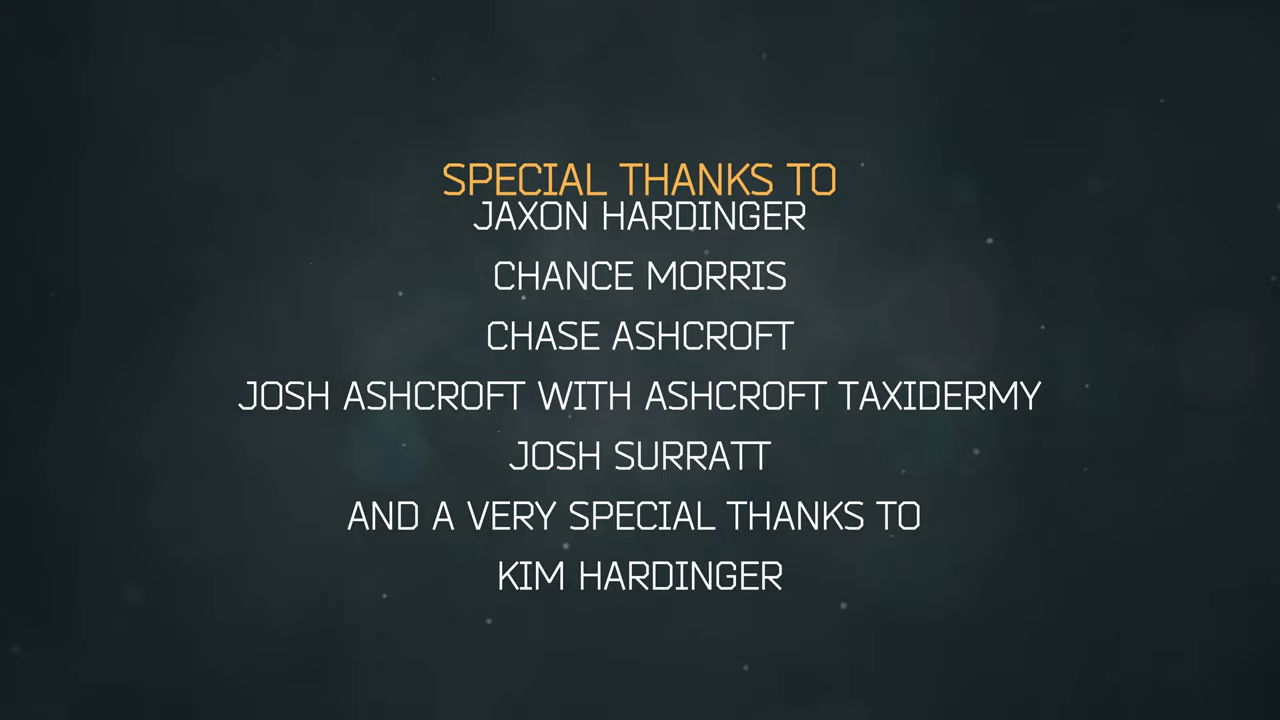 SPECIAL THANKS TO
JAXON HARDINGER
CHANCE MORRIS
CHASE ASHCROFT
JOSH ASHCROFT WITH ASHCROFT TAXIDERMY
JOSH SURRATT
AND A VERY SPECIAL THANKS TO
KIM HARDINGER